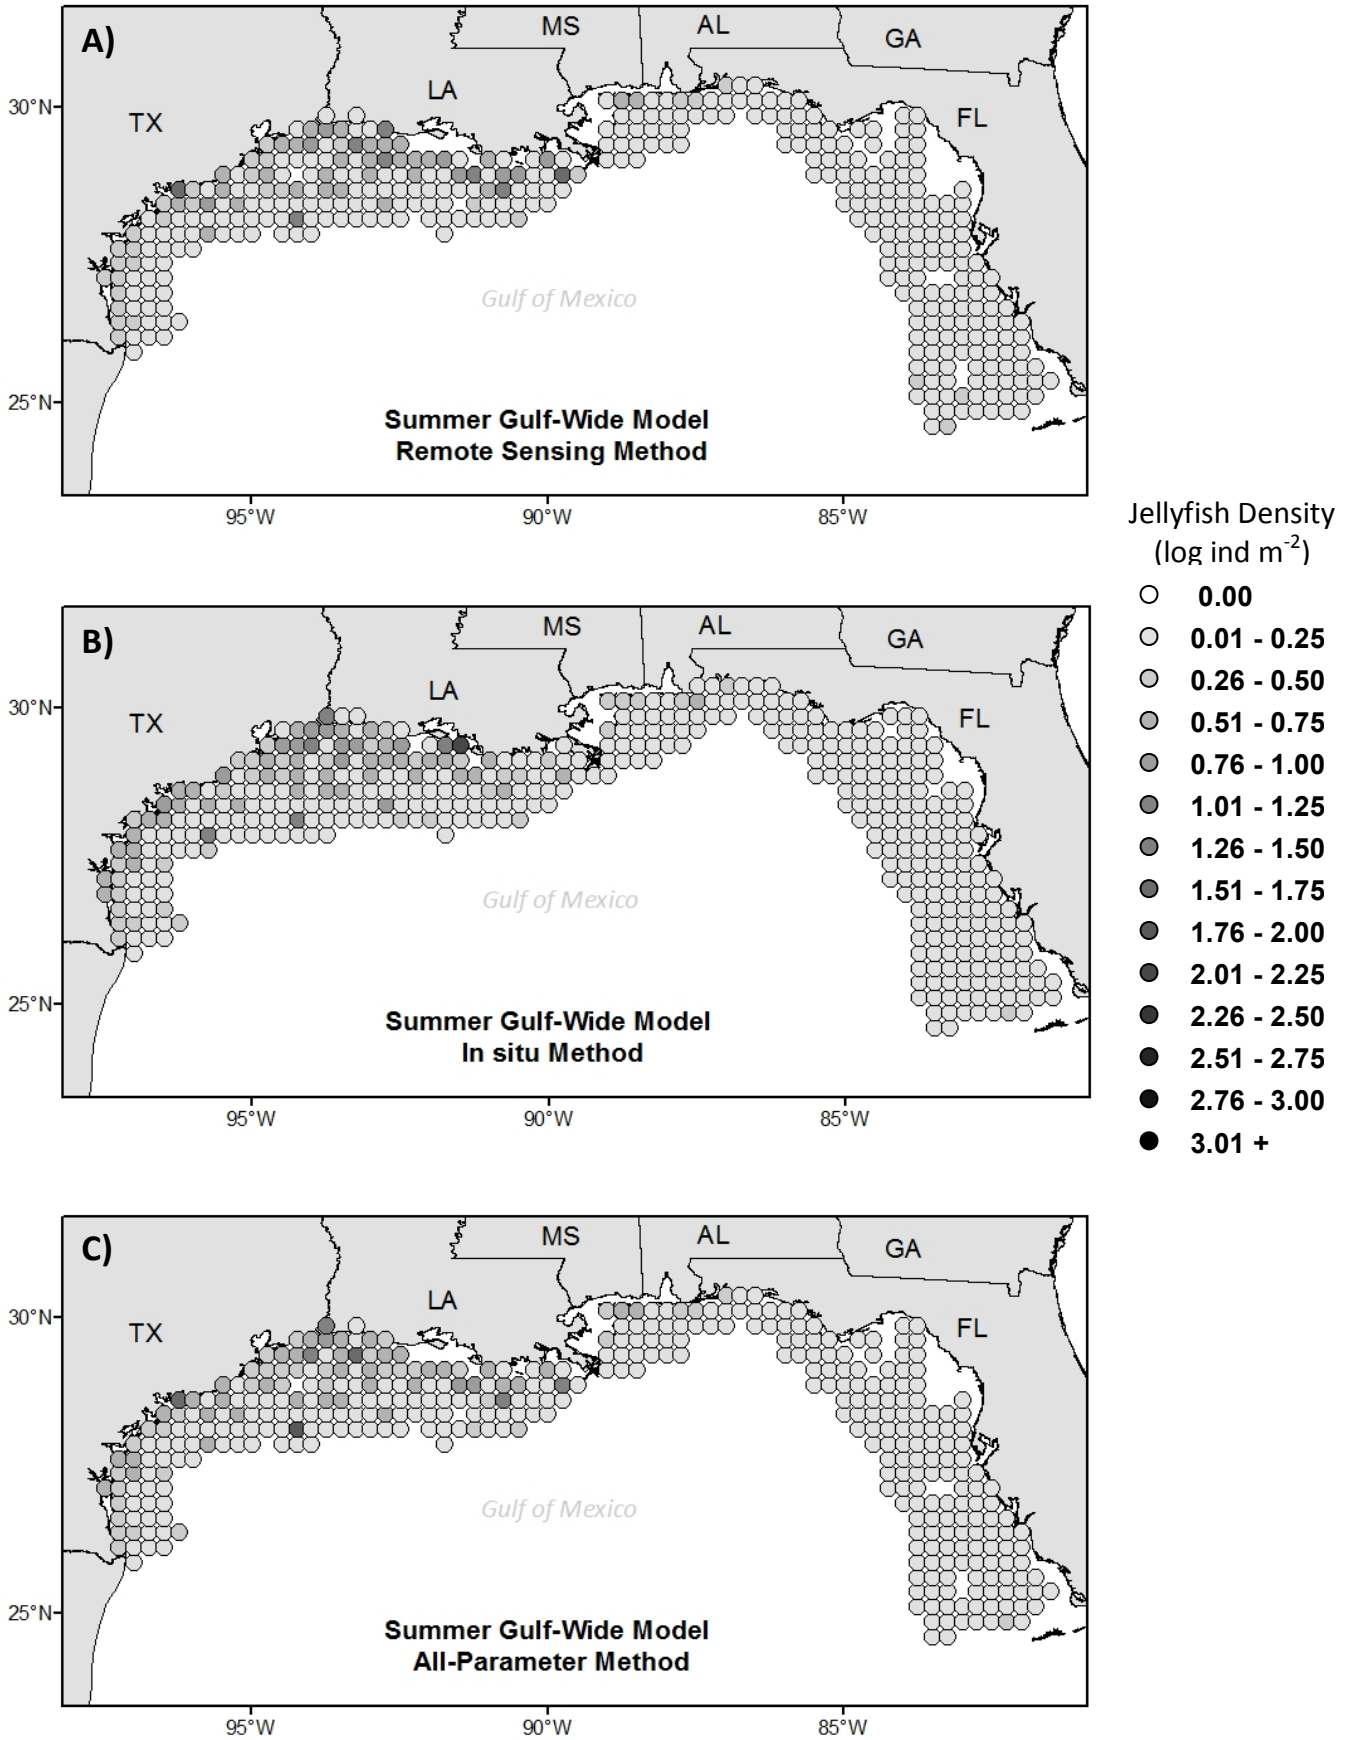 A)
MS
AL
GA
LA
TX
FL
30°N
25°N
Gulf of Mexico
Summer Gulf-Wide Model
Remote Sensing Method
95°W
90°W
85°W
B)
MS
AL
GA
LA
TX
FL
30°N
25°N
Gulf of Mexico
Summer Gulf-Wide Model
In situ Method
95°W
90°W
85°W
Jellyfish Density
(log ind m-2)
0.00
0.01 - 0.25
0.26 - 0.50
0.51 - 0.75
0.76 - 1.00
1.01 - 1.25
1.26 - 1.50
1.51 - 1.75
1.76 - 2.00
2.01 - 2.25
2.26 - 2.50
2.51 - 2.75
2.76 - 3.00
3.01 +
C)
MS
AL
GA
LA
TX
FL
30°N
25°N
Gulf of Mexico
Summer Gulf-Wide Model
All-Parameter Method
95°W
90°W
85°W